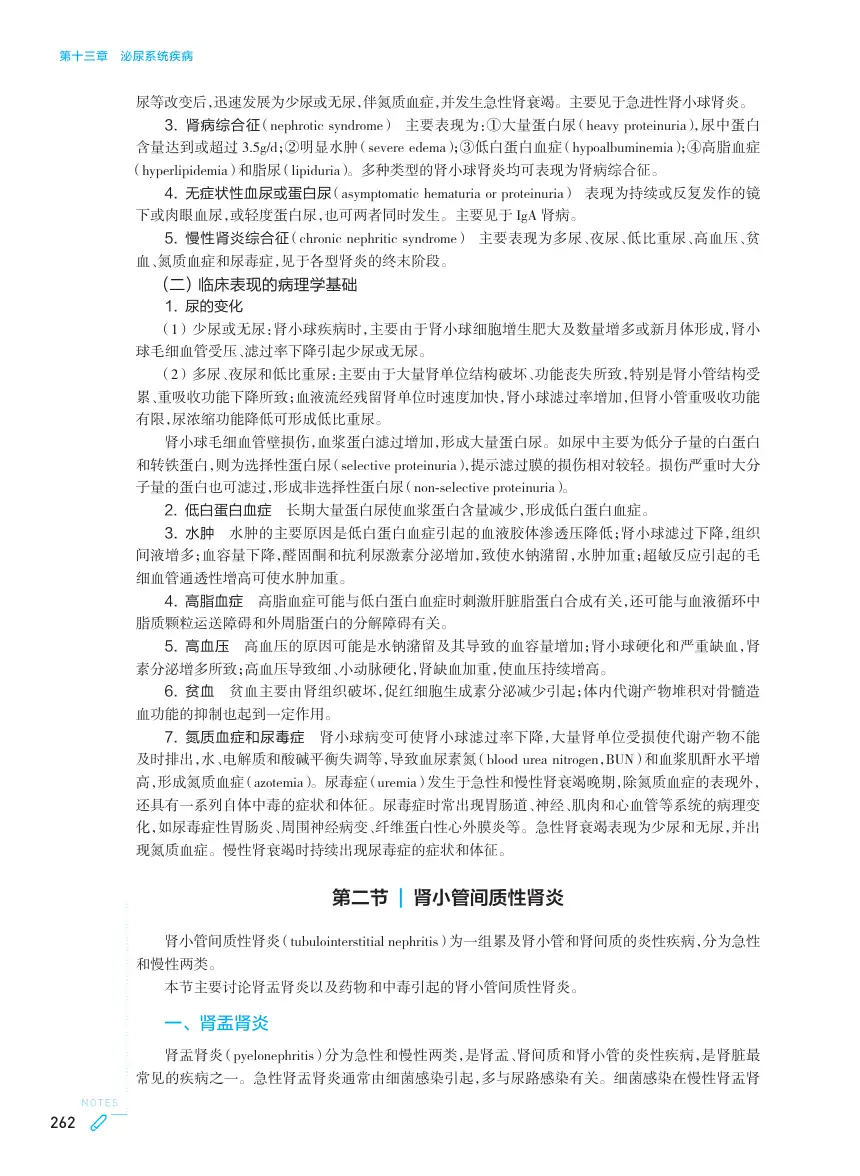 第十三章 泌尿系统疾病
尿等改变后,迅速发展为少尿或无尿,伴氮质血症,并发生急性肾衰竭。主要见于急进性肾小球肾炎。
3. 肾病综合征(nephrotic syndrome) 主要表现为:①大量蛋白尿(heavy proteinuria),尿中蛋白
含量达到或超过 3.5g/d;②明显水肿(severe edema);③低白蛋白血症(hypoalbuminemia);④高脂血症
(hyperlipidemia)和脂尿(lipiduria)。多种类型的肾小球肾炎均可表现为肾病综合征。
4. 无症状性血尿或蛋白尿(asymptomatic hematuria or proteinuria) 表现为持续或反复发作的镜
下或肉眼血尿,或轻度蛋白尿,也可两者同时发生。主要见于 IgA 肾病。
5. 慢性肾炎综合征(chronic nephritic syndrome) 主要表现为多尿、夜尿、低比重尿、高血压、贫
血、氮质血症和尿毒症,见于各型肾炎的终末阶段。
(二)临床表现的病理学基础
1. 尿的变化
(1)少尿或无尿:肾小球疾病时,主要由于肾小球细胞增生肥大及数量增多或新月体形成,肾小
球毛细血管受压、滤过率下降引起少尿或无尿。
(2)多尿、夜尿和低比重尿:主要由于大量肾单位结构破坏、功能丧失所致,特别是肾小管结构受
累、重吸收功能下降所致;血液流经残留肾单位时速度加快,肾小球滤过率增加,但肾小管重吸收功能
有限,尿浓缩功能降低可形成低比重尿。
肾小球毛细血管壁损伤,血浆蛋白滤过增加,形成大量蛋白尿。如尿中主要为低分子量的白蛋白
和转铁蛋白,则为选择性蛋白尿(selective proteinuria),提示滤过膜的损伤相对较轻。损伤严重时大分
子量的蛋白也可滤过,形成非选择性蛋白尿(non-selective proteinuria)。
2. 低白蛋白血症 长期大量蛋白尿使血浆蛋白含量减少,形成低白蛋白血症。
3. 水肿 水肿的主要原因是低白蛋白血症引起的血液胶体渗透压降低;肾小球滤过下降,组织
间液增多;血容量下降,醛固酮和抗利尿激素分泌增加,致使水钠潴留,水肿加重;超敏反应引起的毛
细血管通透性增高可使水肿加重。
4. 高脂血症 高脂血症可能与低白蛋白血症时刺激肝脏脂蛋白合成有关,还可能与血液循环中
脂质颗粒运送障碍和外周脂蛋白的分解障碍有关。
5. 高血压 高血压的原因可能是水钠潴留及其导致的血容量增加;肾小球硬化和严重缺血,肾
素分泌增多所致;高血压导致细、小动脉硬化,肾缺血加重,使血压持续增高。
6. 贫血 贫血主要由肾组织破坏,促红细胞生成素分泌减少引起;体内代谢产物堆积对骨髓造
血功能的抑制也起到一定作用。
7. 氮质血症和尿毒症 肾小球病变可使肾小球滤过率下降,大量肾单位受损使代谢产物不能
及时排出,水、电解质和酸碱平衡失调等,导致血尿素氮(blood urea nitrogen,BUN)和血浆肌酐水平增
高,形成氮质血症(azotemia)。尿毒症(uremia)发生于急性和慢性肾衰竭晚期,除氮质血症的表现外,
还具有一系列自体中毒的症状和体征。尿毒症时常出现胃肠道、神经、肌肉和心血管等系统的病理变
化,如尿毒症性胃肠炎、周围神经病变、纤维蛋白性心外膜炎等。急性肾衰竭表现为少尿和无尿,并出
现氮质血症。慢性肾衰竭时持续出现尿毒症的症状和体征。
第二节 | 肾小管间质性肾炎
肾小管间质性肾炎(tubulointerstitial nephritis)为一组累及肾小管和肾间质的炎性疾病,分为急性
和慢性两类。
本节主要讨论肾盂肾炎以及药物和中毒引起的肾小管间质性肾炎。
一、肾盂肾炎
肾盂肾炎(pyelonephritis)分为急性和慢性两类,是肾盂、肾间质和肾小管的炎性疾病,是肾脏最
常见的疾病之一。急性肾盂肾炎通常由细菌感染引起,多与尿路感染有关。细菌感染在慢性肾盂肾
NOTES
262